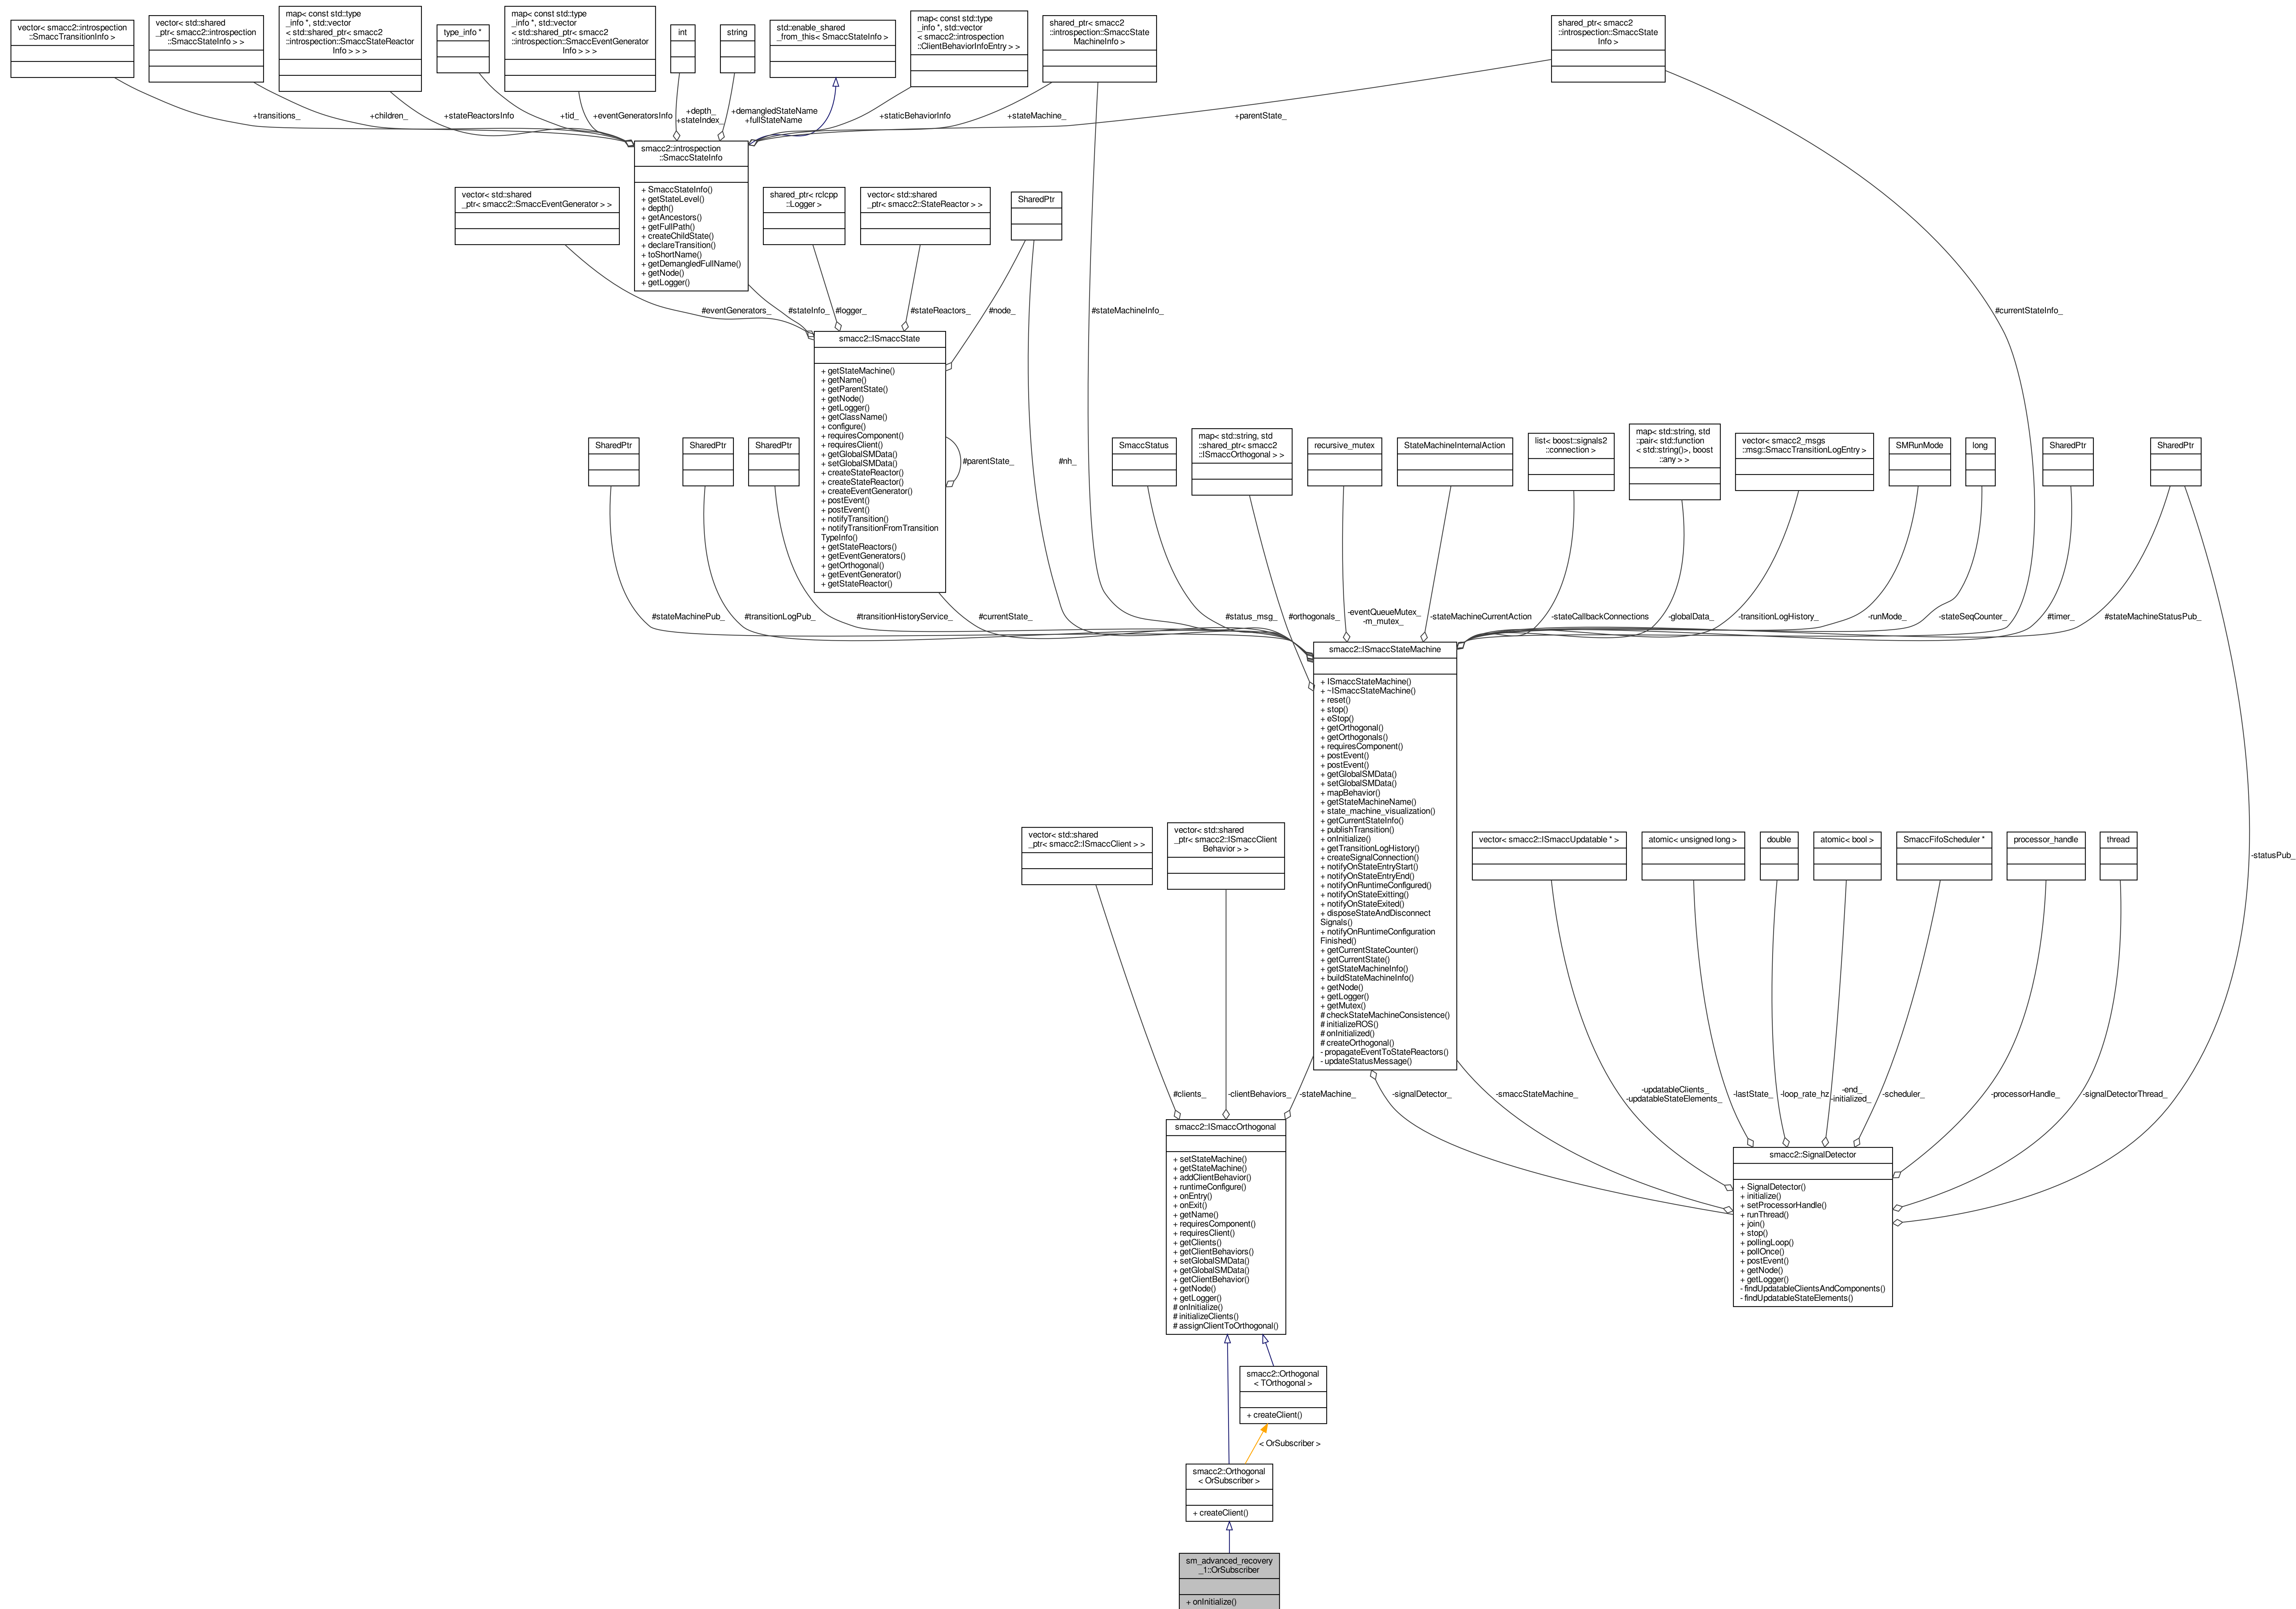 vector< smacc2::introspection
::SmaccTransitionInfo >
vector< std::shared
_ptr< smacc2::introspection
::SmaccStateInfo > >
map< const std::type
_info *, std::vector
< std::shared_ptr< smacc2
::introspection::SmaccStateReactor
Info > > >
type_info *
map< const std::type
_info *, std::vector
< std::shared_ptr< smacc2
::introspection::SmaccEventGenerator
Info > > >
int
string
std::enable_shared
_from_this< SmaccStateInfo >
map< const std::type
_info *, std::vector
< smacc2::introspection
::ClientBehaviorInfoEntry > >
shared_ptr< smacc2
::introspection::SmaccState
MachineInfo >
shared_ptr< smacc2
::introspection::SmaccState
Info >
+transitions_
+children_
+stateReactorsInfo
+tid_
+eventGeneratorsInfo
+depth_
+stateIndex_
+demangledStateName
+fullStateName
+staticBehaviorInfo
+stateMachine_
+parentState_
smacc2::introspection
::SmaccStateInfo
+ SmaccStateInfo()
+ getStateLevel()
+ depth()
+ getAncestors()
+ getFullPath()
+ createChildState()
+ declareTransition()
+ toShortName()
+ getDemangledFullName()
+ getNode()
+ getLogger()
vector< std::shared
_ptr< smacc2::SmaccEventGenerator > >
shared_ptr< rclcpp
::Logger >
vector< std::shared
_ptr< smacc2::StateReactor > >
SharedPtr
#eventGenerators_
#stateInfo_
#logger_
#stateReactors_
#node_
#stateMachineInfo_
#currentStateInfo_
smacc2::ISmaccState
+ getStateMachine()
+ getName()
+ getParentState()
+ getNode()
+ getLogger()
+ getClassName()
+ configure()
+ requiresComponent()
+ requiresClient()
+ getGlobalSMData()
+ setGlobalSMData()
+ createStateReactor()
+ createStateReactor()
+ createEventGenerator()
+ postEvent()
+ postEvent()
+ notifyTransition()
+ notifyTransitionFromTransition
TypeInfo()
+ getStateReactors()
+ getEventGenerators()
+ getOrthogonal()
+ getEventGenerator()
+ getStateReactor()
#parentState_
#nh_
SharedPtr
SharedPtr
SharedPtr
SmaccStatus
map< std::string, std
::shared_ptr< smacc2
::ISmaccOrthogonal > >
recursive_mutex
StateMachineInternalAction
list< boost::signals2
::connection >
map< std::string, std
::pair< std::function
< std::string()>, boost
::any > >
vector< smacc2_msgs
::msg::SmaccTransitionLogEntry >
SMRunMode
long
SharedPtr
SharedPtr
#stateMachinePub_
#transitionLogPub_
#transitionHistoryService_
#currentState_
#status_msg_
#orthogonals_
-eventQueueMutex_
-m_mutex_
-stateMachineCurrentAction
-stateCallbackConnections
-globalData_
-transitionLogHistory_
-runMode_
-stateSeqCounter_
#timer_
#stateMachineStatusPub_
smacc2::ISmaccStateMachine
+ ISmaccStateMachine()
+ ~ISmaccStateMachine()
+ reset()
+ stop()
+ eStop()
+ getOrthogonal()
+ getOrthogonals()
+ requiresComponent()
+ postEvent()
+ postEvent()
+ getGlobalSMData()
+ setGlobalSMData()
+ mapBehavior()
+ getStateMachineName()
+ state_machine_visualization()
+ getCurrentStateInfo()
+ publishTransition()
+ onInitialize()
+ getTransitionLogHistory()
+ createSignalConnection()
+ notifyOnStateEntryStart()
+ notifyOnStateEntryEnd()
+ notifyOnRuntimeConfigured()
+ notifyOnStateExitting()
+ notifyOnStateExited()
+ disposeStateAndDisconnect
Signals()
+ notifyOnRuntimeConfiguration
Finished()
+ getCurrentStateCounter()
+ getCurrentState()
+ getStateMachineInfo()
+ buildStateMachineInfo()
+ getNode()
+ getLogger()
+ getMutex()
# checkStateMachineConsistence()
# initializeROS()
# onInitialized()
# createOrthogonal()
- propagateEventToStateReactors()
- updateStatusMessage()
vector< std::shared
_ptr< smacc2::ISmaccClient > >
vector< std::shared
_ptr< smacc2::ISmaccClient
Behavior > >
vector< smacc2::ISmaccUpdatable * >
atomic< unsigned long >
double
atomic< bool >
SmaccFifoScheduler *
processor_handle
thread
-statusPub_
#clients_
-clientBehaviors_
-stateMachine_
-signalDetector_
-smaccStateMachine_
-updatableClients_
-updatableStateElements_
-lastState_
-loop_rate_hz
-end_
-initialized_
-scheduler_
-processorHandle_
-signalDetectorThread_
smacc2::ISmaccOrthogonal
+ setStateMachine()
+ getStateMachine()
+ addClientBehavior()
+ runtimeConfigure()
+ onEntry()
+ onExit()
+ getName()
+ requiresComponent()
+ requiresClient()
+ getClients()
+ getClientBehaviors()
+ setGlobalSMData()
+ getGlobalSMData()
+ getClientBehavior()
+ getNode()
+ getLogger()
# onInitialize()
# initializeClients()
# assignClientToOrthogonal()
smacc2::SignalDetector
+ SignalDetector()
+ initialize()
+ setProcessorHandle()
+ runThread()
+ join()
+ stop()
+ pollingLoop()
+ pollOnce()
+ postEvent()
+ getNode()
+ getLogger()
- findUpdatableClientsAndComponents()
- findUpdatableStateElements()
smacc2::Orthogonal
< TOrthogonal >
+ createClient()
< OrSubscriber >
smacc2::Orthogonal
< OrSubscriber >
+ createClient()
sm_advanced_recovery
_1::OrSubscriber
+ onInitialize()